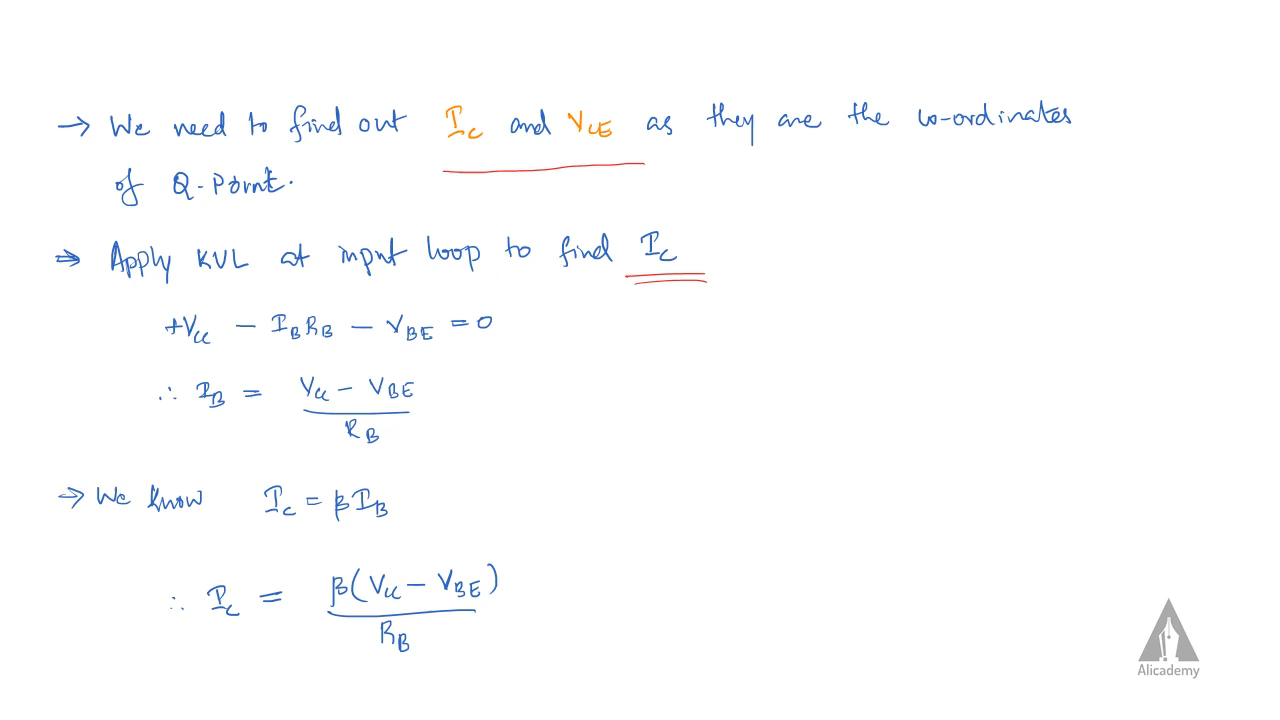 → We need to find out I_C and V_CE as they are the co-ordinates
of Q-Point.
⇒ Apply KVL at input loop to find I_C
+V_CC − I_B R_B − V_BE = 0
∴ I_B = (V_CC − V_BE) / R_B
→ We know I_C = β I_B
∴ I_C = β(V_CC − V_BE) / R_B
Alicademy